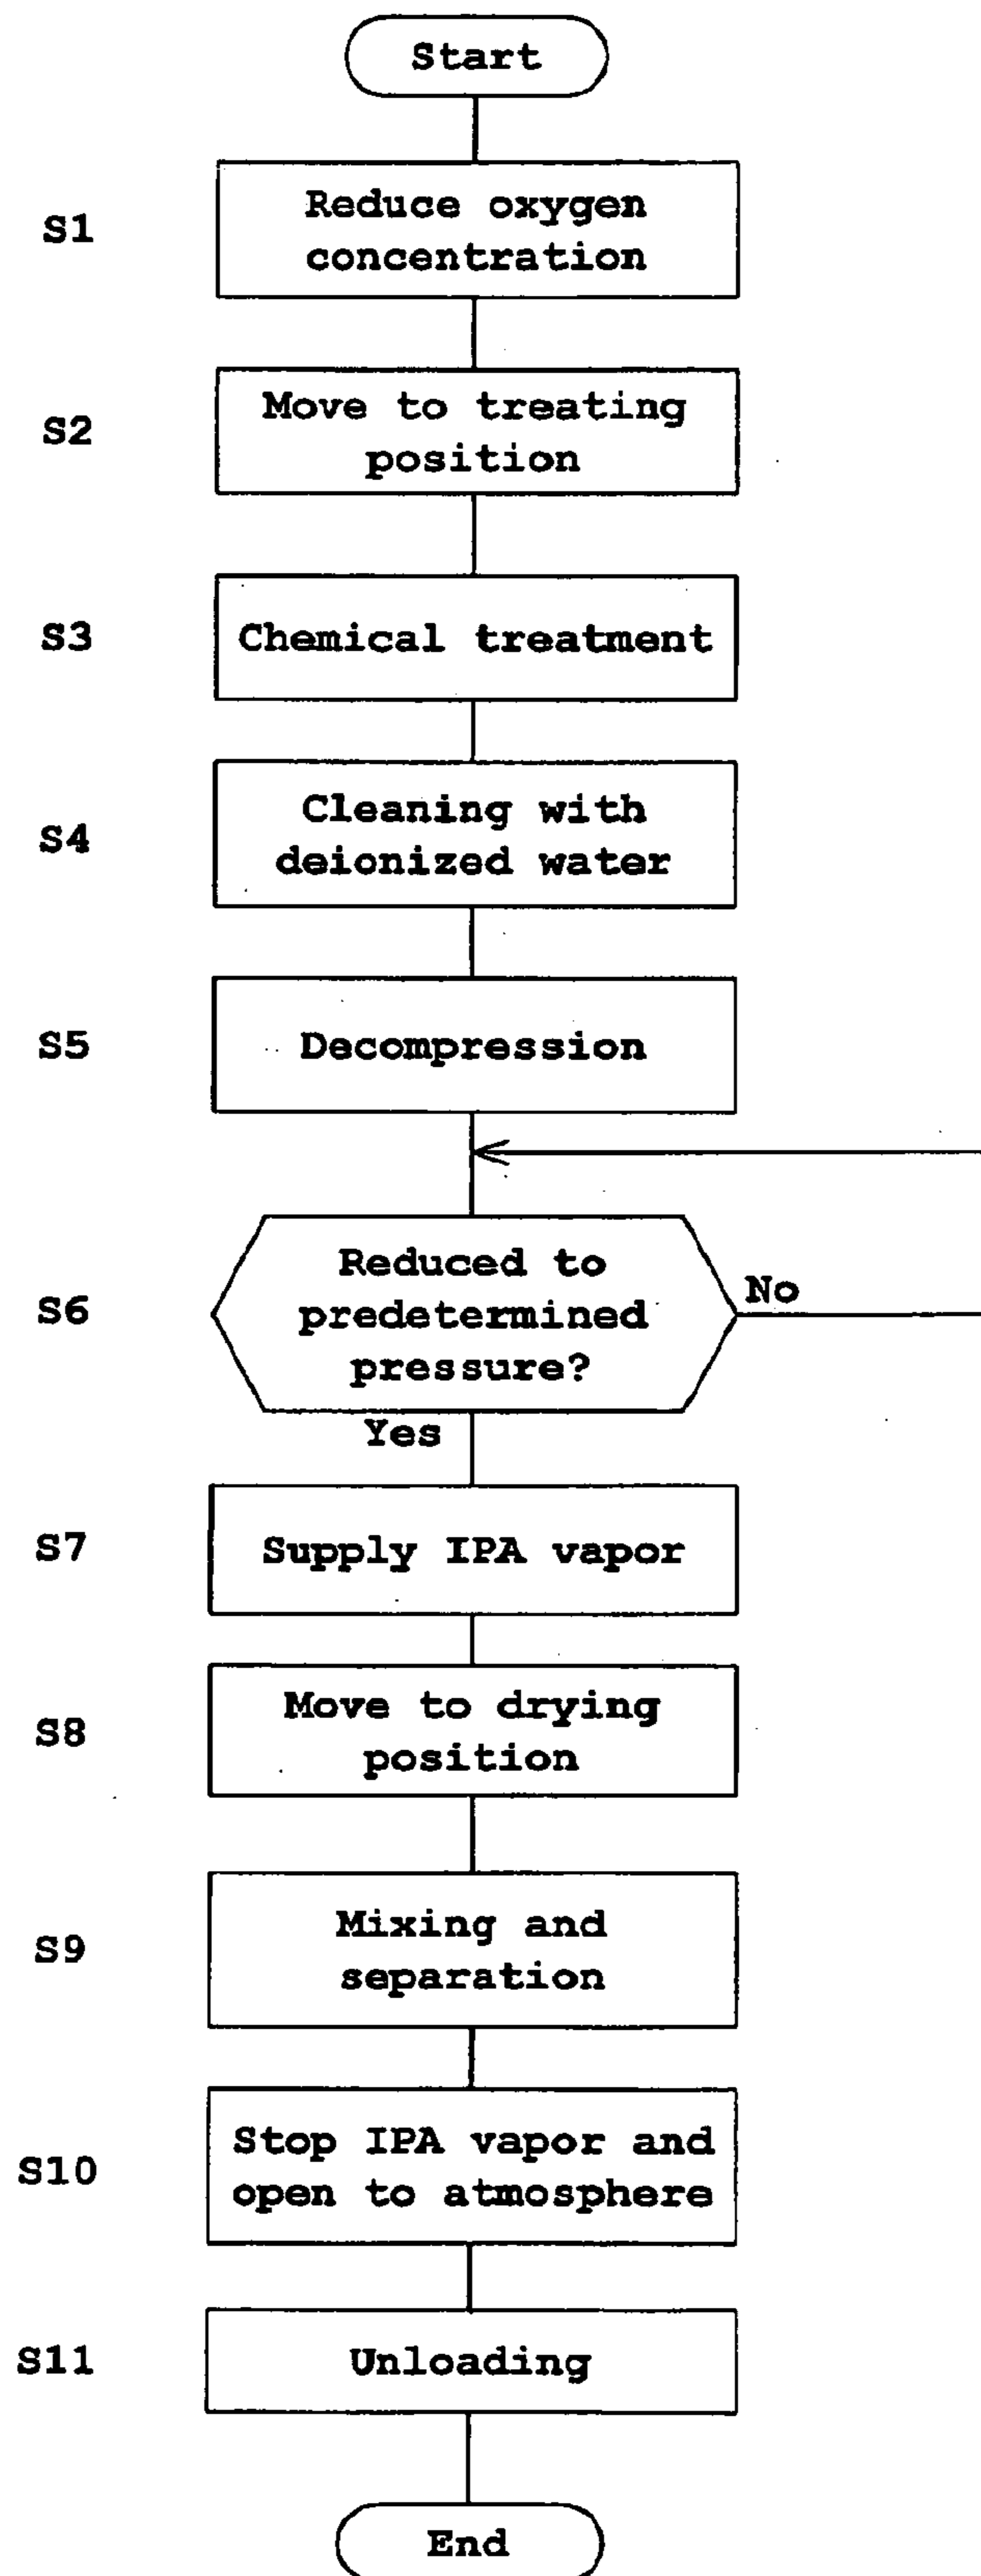 Start
S1
Reduce oxygen
concentration
S2
Move to treating
position
S3
Chemical treatment
S4
Cleaning with
deionized water
S5
Decompression
S6
Reduced to
predetermined
pressure?
No
Yes
S7
Supply IPA vapor
S8
Move to drying
position
S9
Mixing and
separation
S10
Stop IPA vapor and
open to atmosphere
S11
Unloading
End